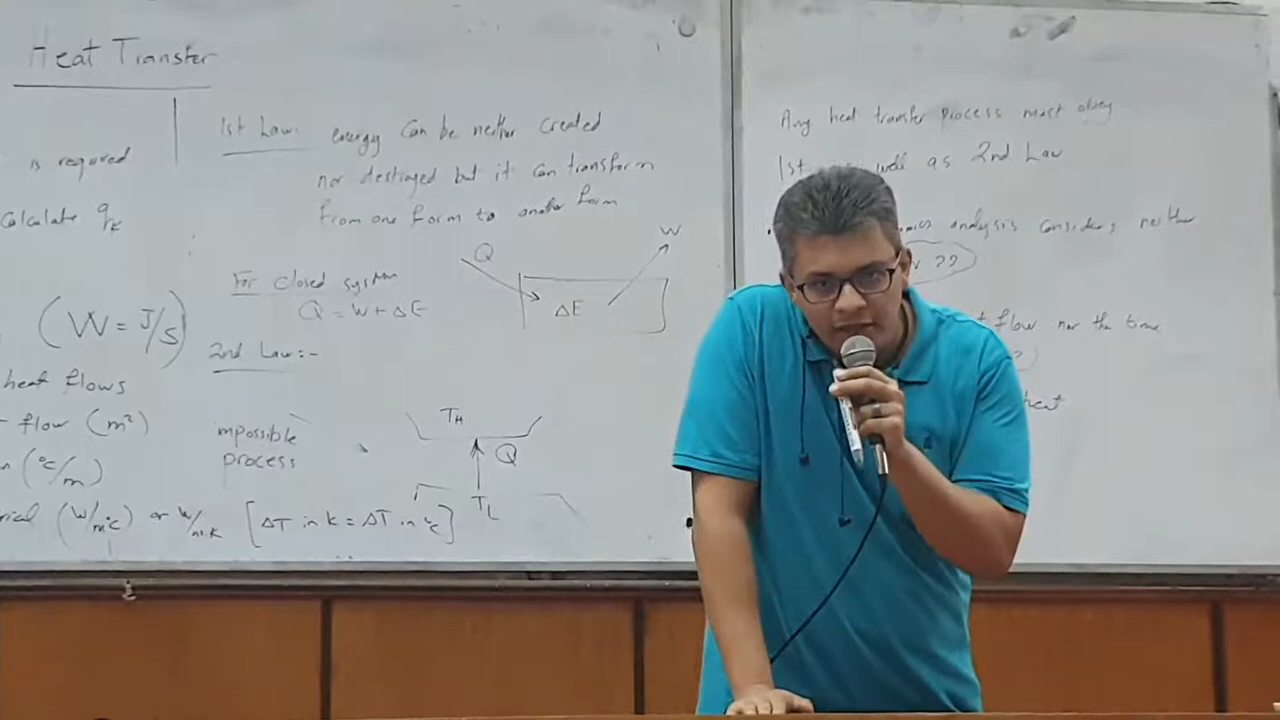 Heat Transfer
is required
Calculate qk
(W = J/S)
heat flows
flow (m²)
(°c/m)
(W/m°c) or W/m.K [ΔT in K = ΔT in °c]
1st Law: energy Can be neither created
nor destroyed but it can transform
from one form to another form
For closed system
Q = W + ΔE
Q
W
ΔE
2nd Law:-
mpossible
process
TH
Q
TL
Any heat transfer process must obey
1st well as 2nd Law
analysis considers neither
??
flow nor the time
heat